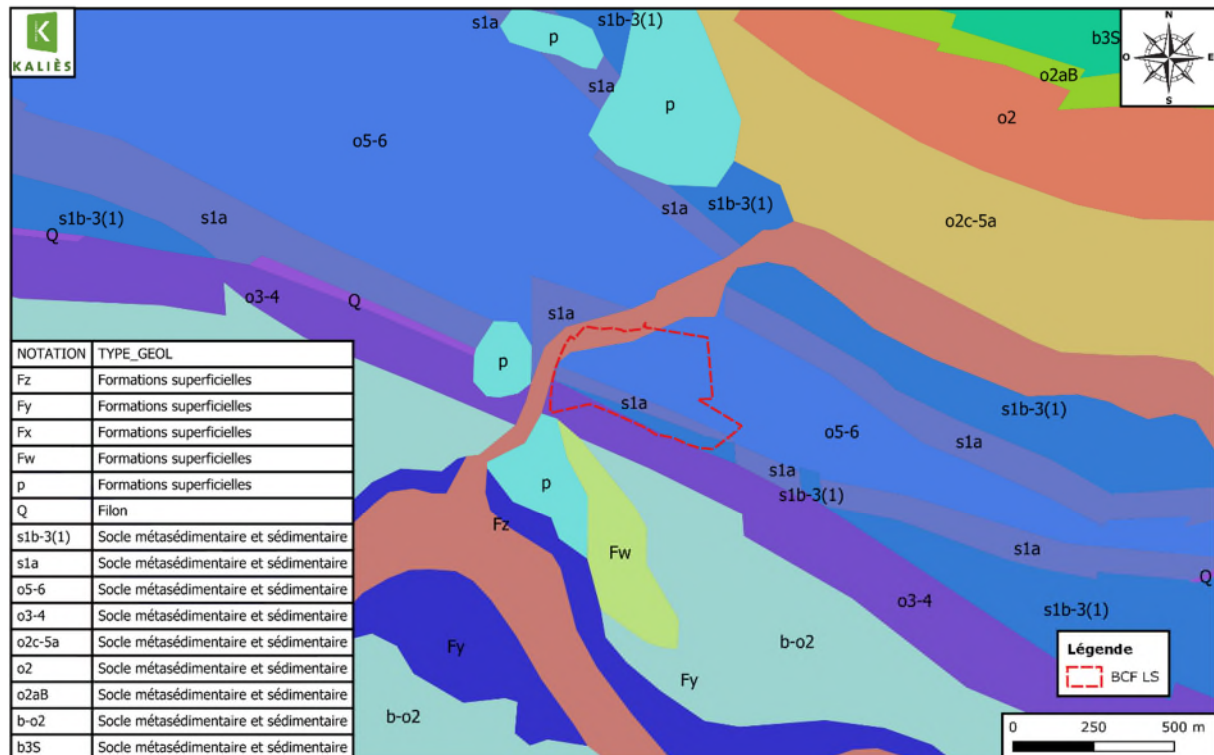 KALIÈS
s1a
p
s1b-3(1)
s1a
p
b3S
o2aB
o2
N
O
E
S
o5-6
s1b-3(1)
s1a
s1a
s1b-3(1)
o2c-5a
Q
o3-4
Q
s1a
p
s1a
o5-6
s1b-3(1)
s1a
s1a
s1b-3(1)
p
Fz
Fw
s1a
Q
o3-4
s1b-3(1)
Fy
Fy
b-o2
b-o2
NOTATION TYPE_GEOL
Fz Formations superficielles
Fy Formations superficielles
Fx Formations superficielles
Fw Formations superficielles
p Formations superficielles
Q Filon
s1b-3(1) Socle métasédimentaire et sédimentaire
s1a Socle métasédimentaire et sédimentaire
o5-6 Socle métasédimentaire et sédimentaire
o3-4 Socle métasédimentaire et sédimentaire
o2c-5a Socle métasédimentaire et sédimentaire
o2 Socle métasédimentaire et sédimentaire
o2aB Socle métasédimentaire et sédimentaire
b-o2 Socle métasédimentaire et sédimentaire
b3S Socle métasédimentaire et sédimentaire
Légende
BCF LS
0 250 500 m